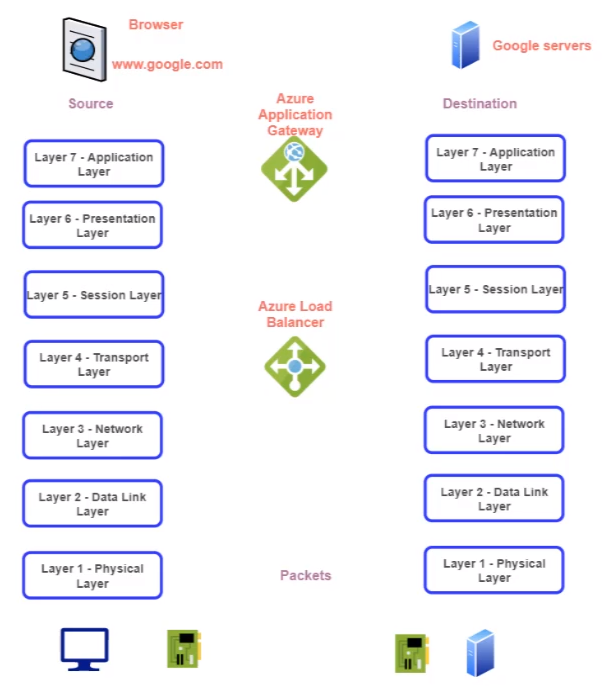 Browser
www.google.com
Google servers
Source
Azure
Application
Gateway
Destination
Layer 7 - Application
Layer
Layer 7 - Application
Layer
Layer 6 - Presentation
Layer
Layer 6 - Presentation
Layer
Layer 5 - Session Layer
Layer 5 - Session Layer
Azure Load
Balancer
Layer 4 - Transport
Layer
Layer 4 - Transport
Layer
Layer 3 - Network
Layer
Layer 3 - Network
Layer
Layer 2 - Data Link
Layer
Layer 2 - Data Link
Layer
Layer 1 - Physical
Layer
Packets
Layer 1 - Physical
Layer